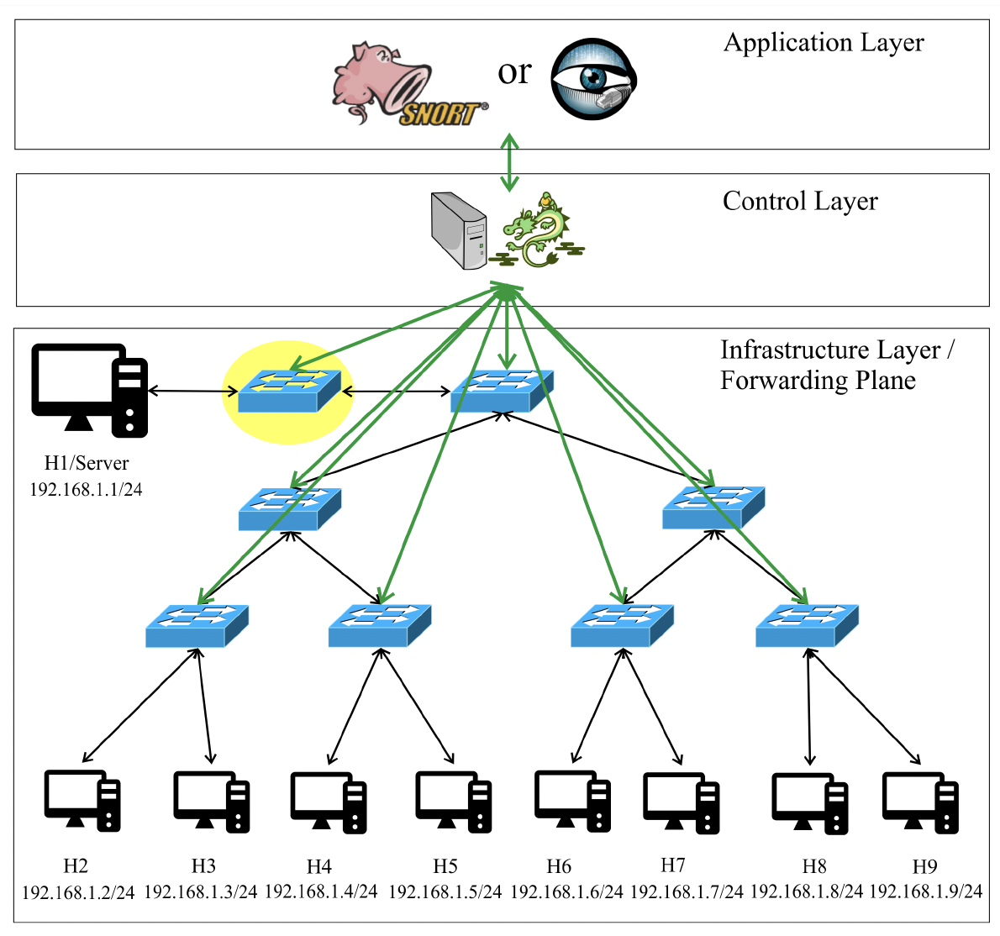 Application Layer
or
SNORT®
Control Layer
Infrastructure Layer /
Forwarding Plane
H1/Server
192.168.1.1/24
H2
192.168.1.2/24
H3
192.168.1.3/24
H4
192.168.1.4/24
H5
192.168.1.5/24
H6
192.168.1.6/24
H7
192.168.1.7/24
H8
192.168.1.8/24
H9
192.168.1.9/24